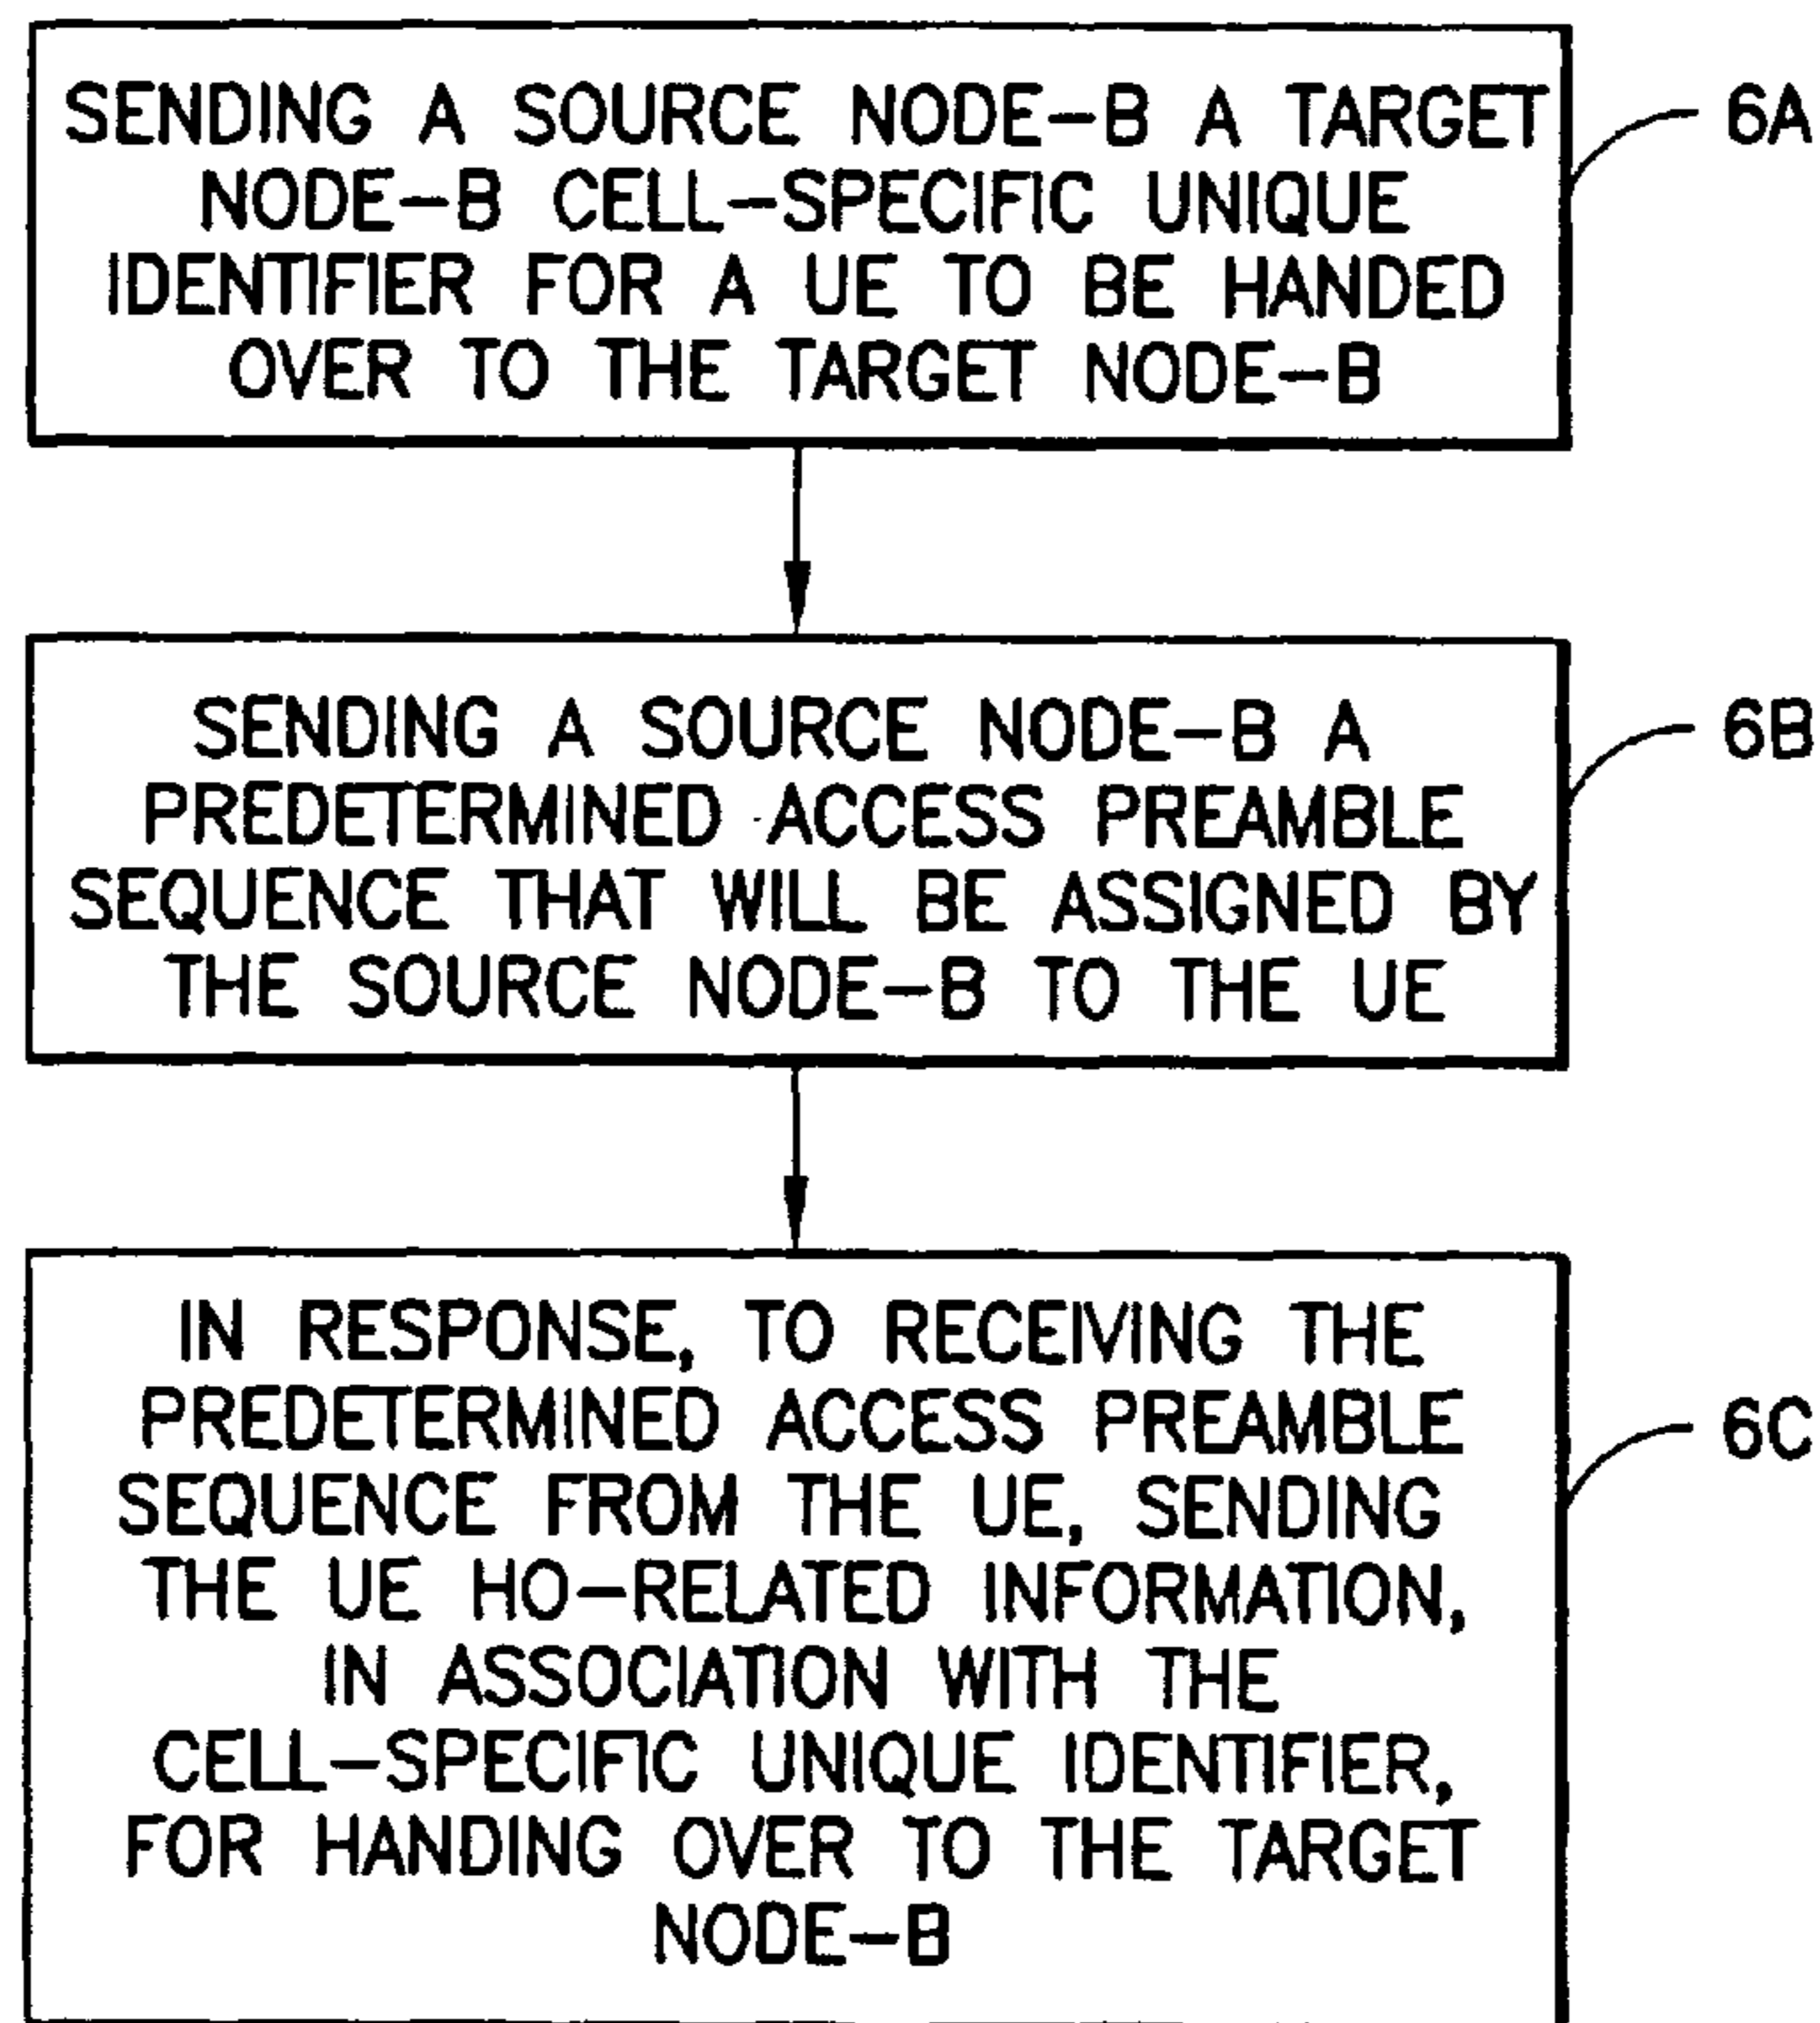 SENDING A SOURCE NODE-B A TARGET
NODE-B CELL-SPECIFIC UNIQUE
IDENTIFIER FOR A UE TO BE HANDED
OVER TO THE TARGET NODE-B
6A
SENDING A SOURCE NODE-B A
PREDETERMINED ACCESS PREAMBLE
SEQUENCE THAT WILL BE ASSIGNED BY
THE SOURCE NODE-B TO THE UE
6B
IN RESPONSE, TO RECEIVING THE
PREDETERMINED ACCESS PREAMBLE
SEQUENCE FROM THE UE, SENDING
THE UE HO-RELATED INFORMATION,
IN ASSOCIATION WITH THE
CELL-SPECIFIC UNIQUE IDENTIFIER,
FOR HANDING OVER TO THE TARGET
NODE-B
6C